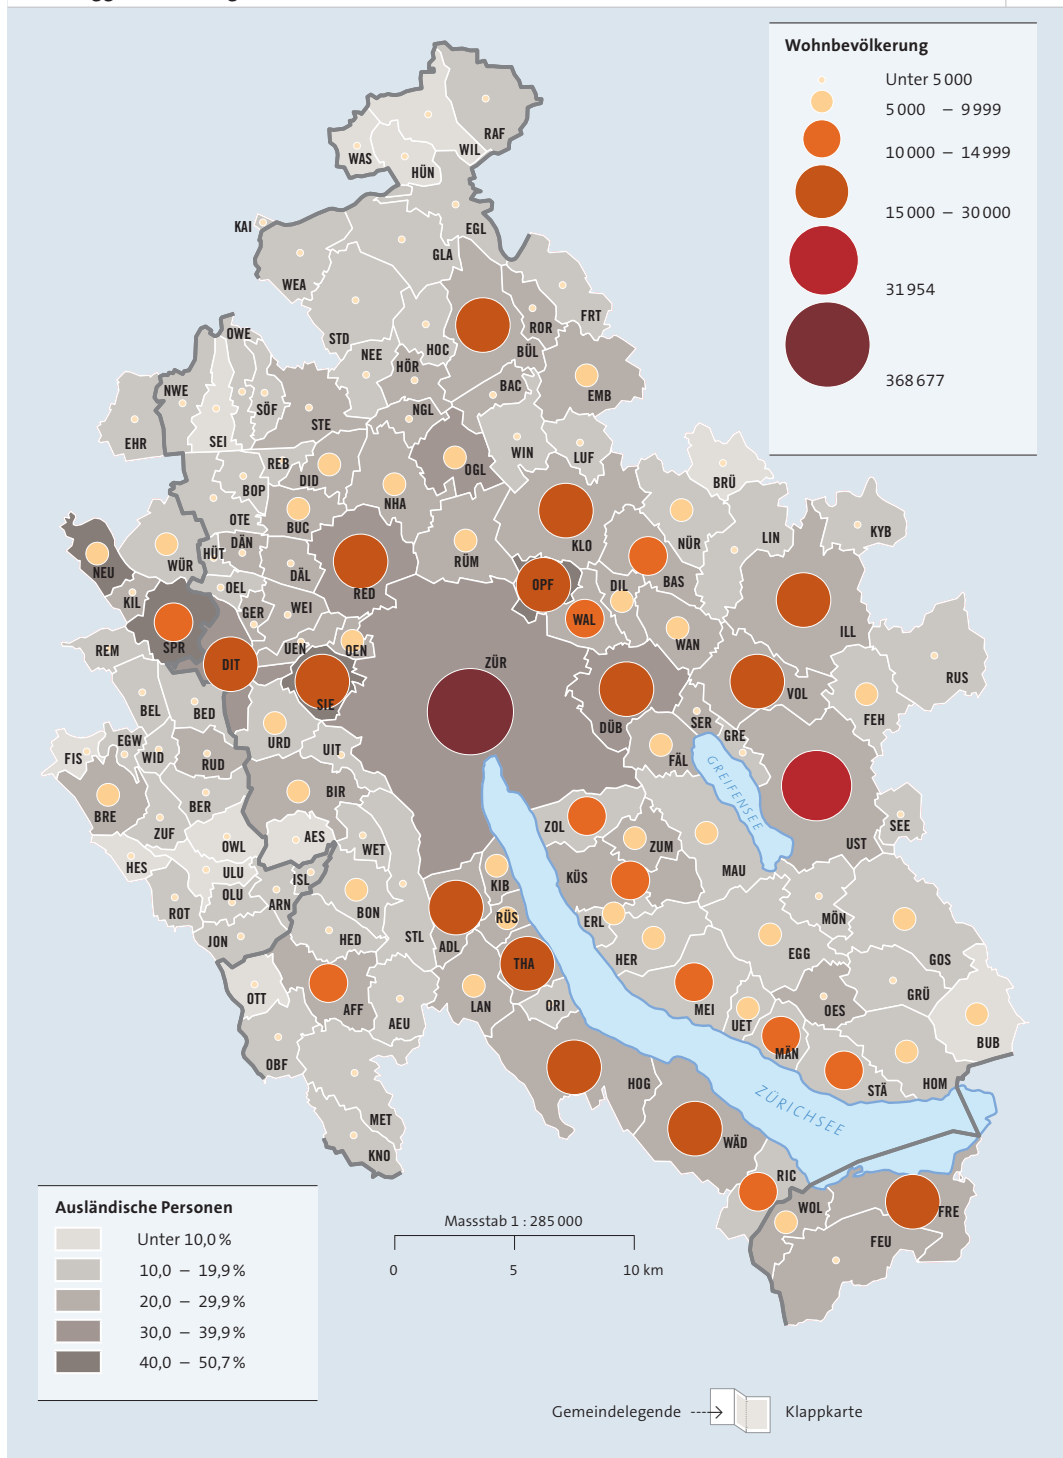 Wohnbevölkerung
Unter 5 000
5 000 – 9 999
10 000 – 14 999
15 000 – 30 000
31 954
368 677
RAF
WAS
WIL
HÜN
KAI
EGL
GLA
WEA
STD
FRT
ROR
OWE
HOC
BÜL
NEE
HÖR
BAC
EMB
NWE
SÖF
NGL
STE
EHR
SEI
WIN
LUF
REB
OGL
DID
BRÜ
BOP
NHA
OTE
BUC
LIN
KYB
DÄN
KLO
NÜR
HÜT
WÜR
RÜM
NEU
DÄL
BAS
OEL
OPF
DIL
KIL
RED
GER
WEI
WAL
ILL
SPR
UEN
OEN
WAN
REM
DIT
ZÜR
RUS
VOL
SIE
BEL
BED
SER
FEH
DÜB
GRE
EGW
URD
UIT
FIS
WID
RUD
FÄL
GREIFENSEE
BIR
BER
BRE
ZUF
ZOL
SEE
AES
OWL
WET
ZUM
UST
HES
ULU
MAU
ISL
KÜS
KIB
OLU
ARN
ROT
BON
RÜS
MÖN
ERL
JON
HED
STL
ADL
HER
EGG
GOS
THA
GRÜ
OTT
AFF
LAN
ORI
MEI
OES
AEU
UET
BUB
MÄN
OBF
HOG
STÄ
HOM
ZÜRICHSEE
MET
WÄD
KNO
RIC
WOL
FRE
FEU
Ausländische Personen
Unter 10,0 %
10,0 – 19,9 %
20,0 – 29,9 %
30,0 – 39,9 %
40,0 – 50,7 %
Massstab 1 : 285 000
0 5 10 km
Gemeindelegende Klappkarte